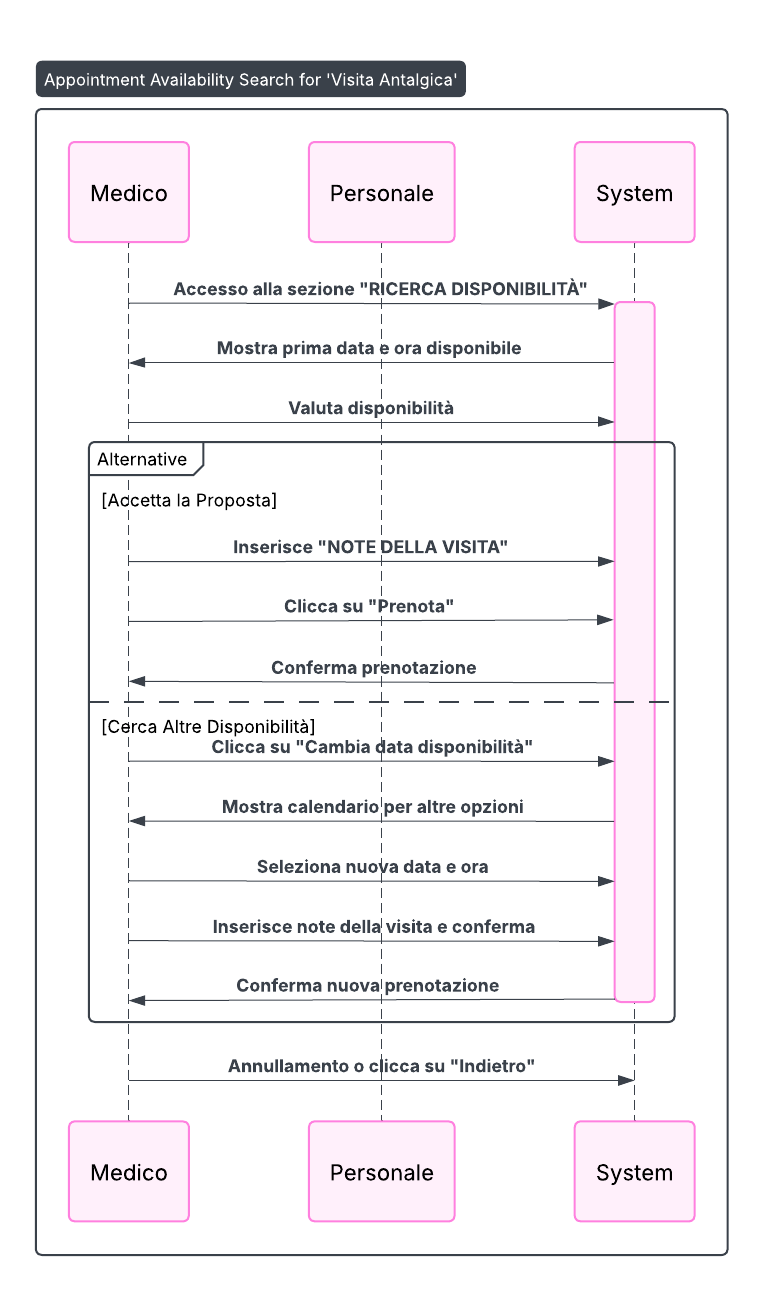 Appointment Availability Search for 'Visita Antalgica'
Medico
Personale
System
Accesso alla sezione "RICERCA DISPONIBILITÀ"
Mostra prima data e ora disponibile
Valuta disponibilità
Alternative
[Accetta la Proposta]
Inserisce "NOTE DELLA VISITA"
Clicca su "Prenota"
Conferma prenotazione
[Cerca Altre Disponibilità]
Clicca su "Cambia data disponibilità"
Mostra calendario per altre opzioni
Seleziona nuova data e ora
Inserisce note della visita e conferma
Conferma nuova prenotazione
Annullamento o clicca su "Indietro"
Medico
Personale
System